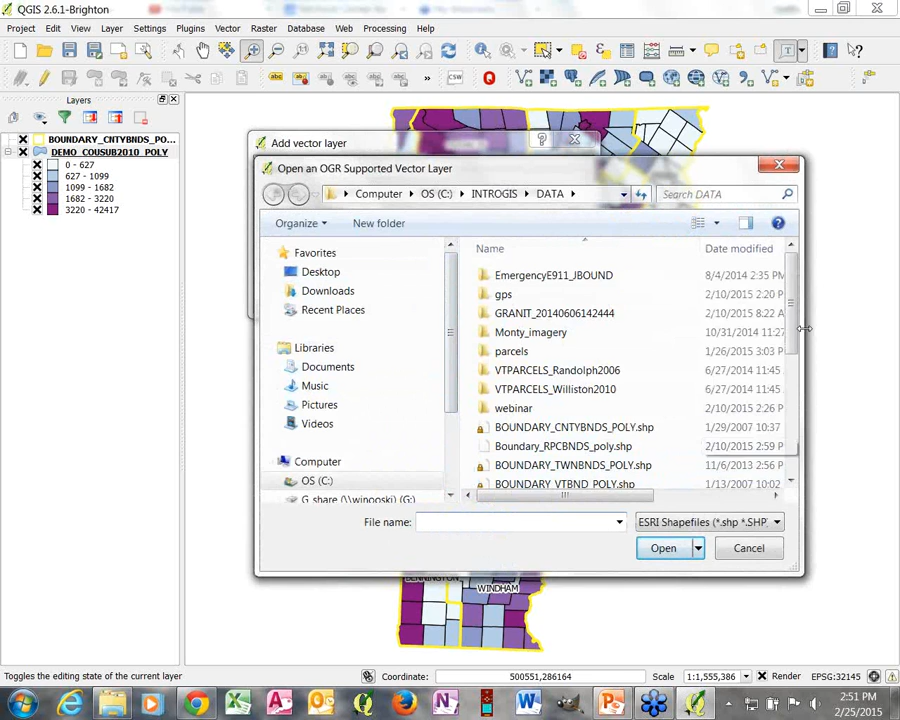 QGIS 2.6.1-Brighton
Project Edit View Layer Settings Plugins Vector Raster Database Web Processing Help
Layers
BOUNDARY_CNTYBNDS_PO...
DEMO_COUSUB2010_POLY
0 - 627
627 - 1099
1099 - 1682
1682 - 3220
3220 - 42417
Add vector layer
Open an OGR Supported Vector Layer
Computer OS (C:) INTROGIS DATA
Search DATA
Organize New folder
Favorites
Desktop
Downloads
Recent Places
Libraries
Documents
Music
Pictures
Videos
Computer
OS (C:)
G share (\\winooski) (G:)
Name Date modified
EmergencyE911_JBOUND 8/4/2014 2:35 PM
gps 2/10/2015 2:20 P
GRANIT_20140606142444 2/10/2015 8:22 A
Monty_imagery 10/31/2014 11:27
parcels 1/26/2015 3:03 P
VTPARCELS_Randolph2006 6/27/2014 11:45
VTPARCELS_Williston2010 6/27/2014 11:45
webinar 2/10/2015 2:26 P
BOUNDARY_CNTYBNDS_POLY.shp 1/29/2007 10:37
Boundary_RPCBNDS_poly.shp 2/10/2015 2:59 P
BOUNDARY_TWNBNDS_POLY.shp 11/6/2013 2:56 P
BOUNDARY_VTBND_POLY.shp 1/13/2007 10:02
File name:
ESRI Shapefiles (*.shp *.SHP)
Open Cancel
BENNINGTON
WINDHAM
Toggles the editing state of the current layer
Coordinate: 500551,286164
Scale 1:1,555,386
Render
EPSG:32145
2:51 PM
2/25/2015